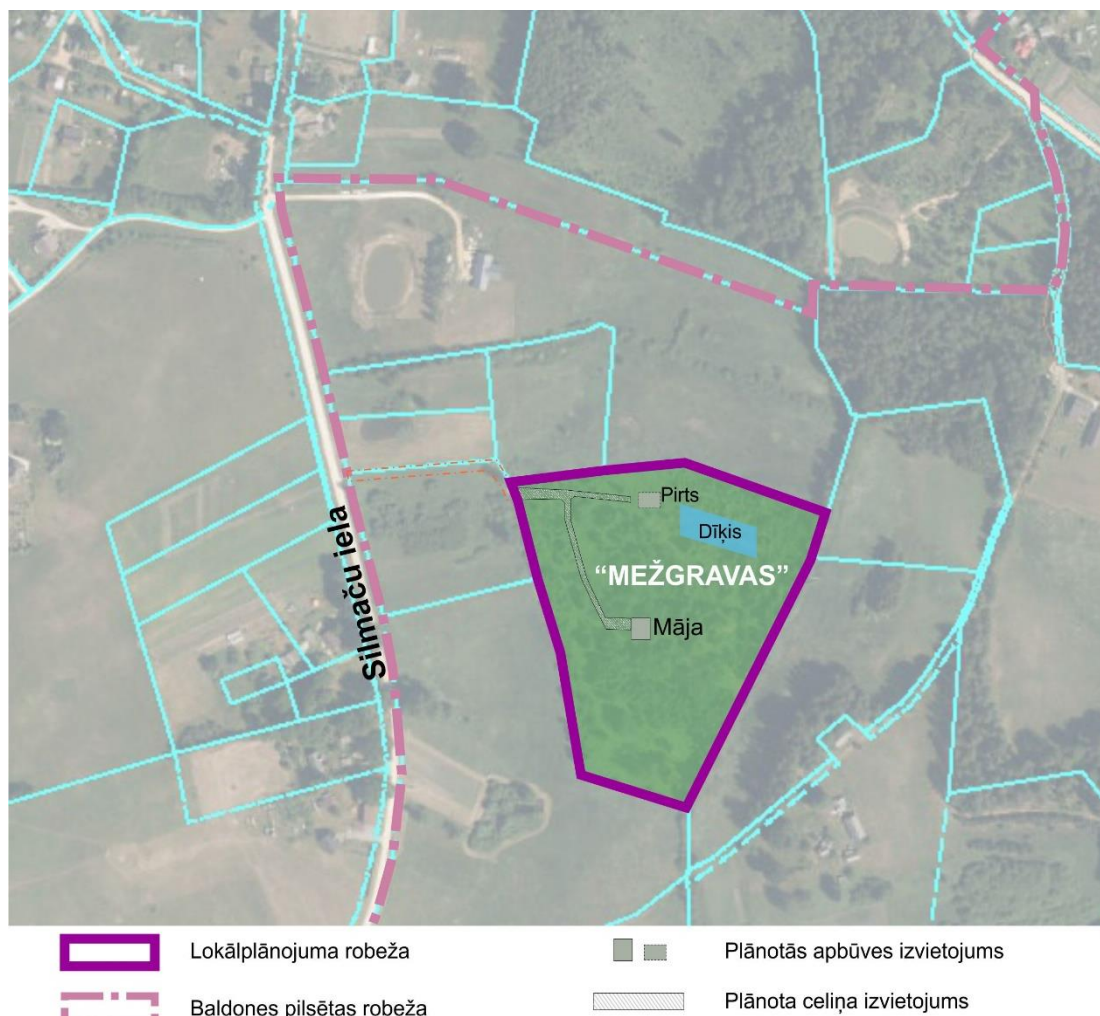 Pirts
Dīķis
“MEŽGRAVAS”
Māja
Silmaču iela
Lokālplānojuma robeža
Plānotās apbūves izvietojums
Baldones pilsētas robeža
Plānota celiņa izvietojums